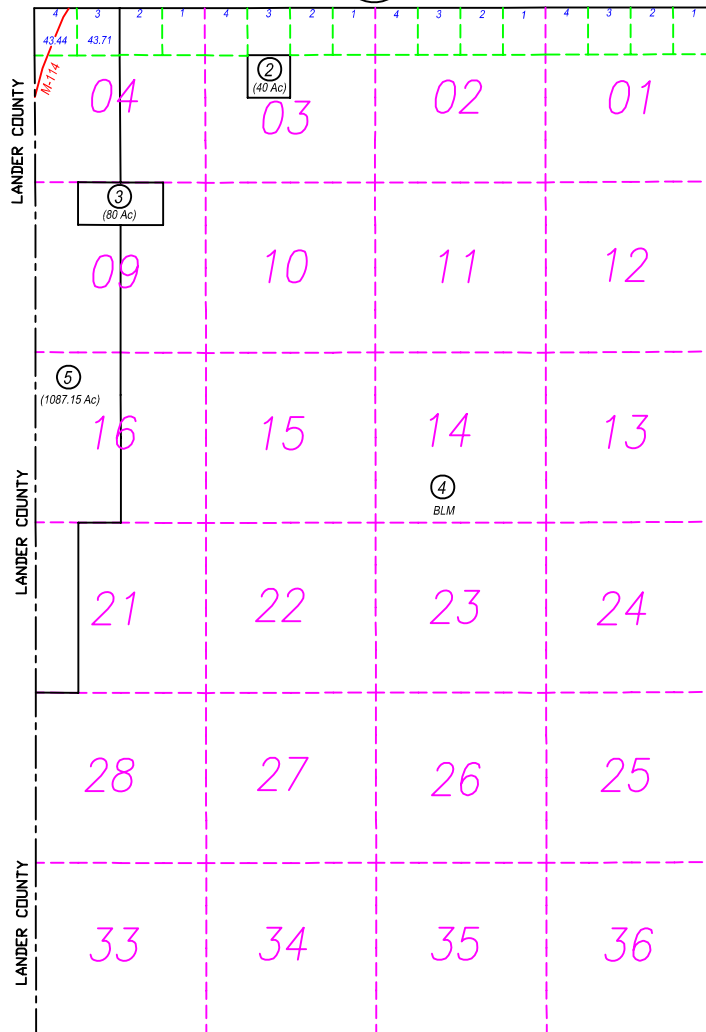 4 3 2 1 4 3 2 1 4 3 2 1 4 3 2 1
43.44 43.71
M-114
2
(40 Ac)
04 03 02 01
LANDER COUNTY
3
(80 Ac)
09 10 11 12
5
(1087.15 Ac)
16 15 14 13
4
BLM
LANDER COUNTY
21 22 23 24
28 27 26 25
LANDER COUNTY
33 34 35 36